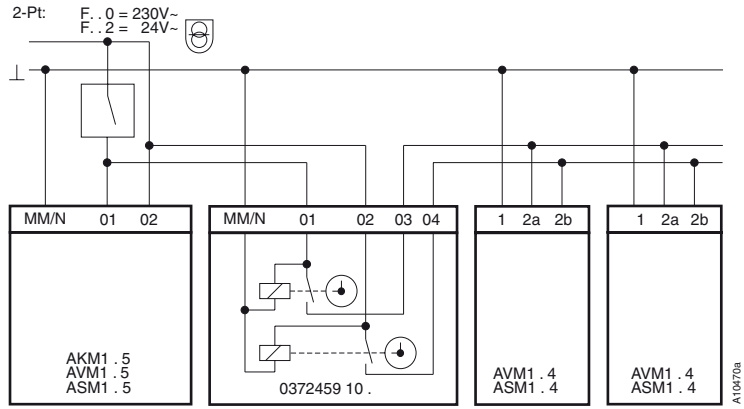 2-Pt: F . . 0 = 230V~
F . . 2 = 24V~
MM/N 01 02
MM/N 01 02 03 04
1 2a 2b
1 2a 2b
AKM1 . 5
AVM1 . 5
ASM1 . 5
0372459 10 .
AVM1 . 4
ASM1 . 4
AVM1 . 4
ASM1 . 4
A10470a